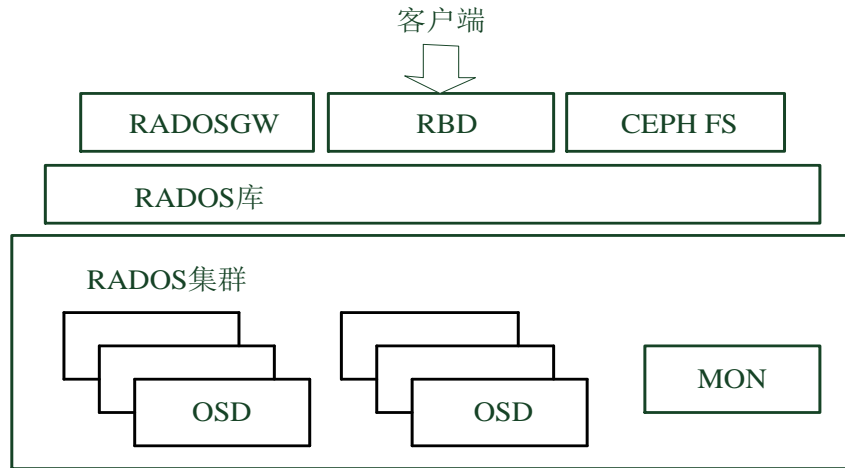 客户端
RADOSGW
RBD
CEPH FS
RADOS库
RADOS集群
OSD
OSD
MON